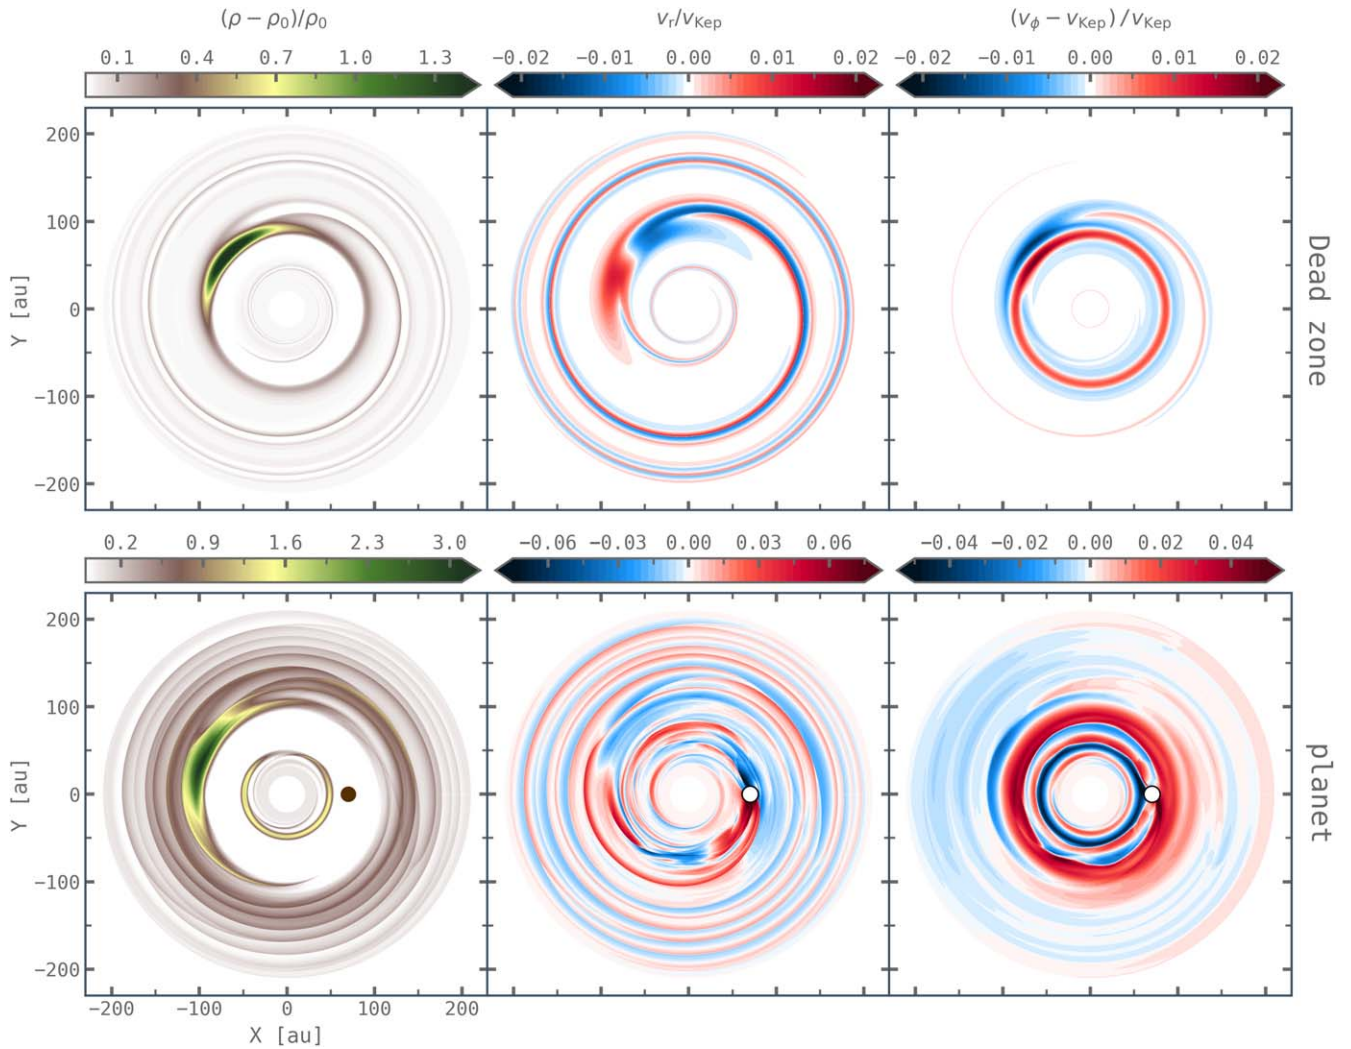 (ρ − ρ₀)/ρ₀ vᵣ/v_Kep (v_ϕ − v_Kep)/v_Kep
0.1 0.4 0.7 1.0 1.3 −0.02 −0.01 0.00 0.01 0.02 −0.02 −0.01 0.00 0.01 0.02
200
100
0
−100
−200
Y [au]
Dead zone
0.2 0.9 1.6 2.3 3.0 −0.06 −0.03 0.00 0.03 0.06 −0.04 −0.02 0.00 0.02 0.04
200
100
0
−100
−200
Y [au]
planet
−200 −100 0 100 200
X [au]